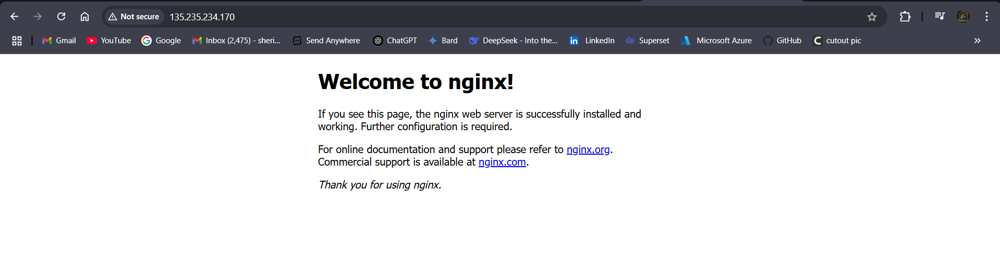 Not secure 135.235.234.170
Gmail YouTube Google Inbox (2,475) - sheri... Send Anywhere ChatGPT Bard DeepSeek - Into the... LinkedIn Superset Microsoft Azure GitHub cutout pic
Welcome to nginx!
If you see this page, the nginx web server is successfully installed and
working. Further configuration is required.
For online documentation and support please refer to nginx.org.
Commercial support is available at nginx.com.
Thank you for using nginx.